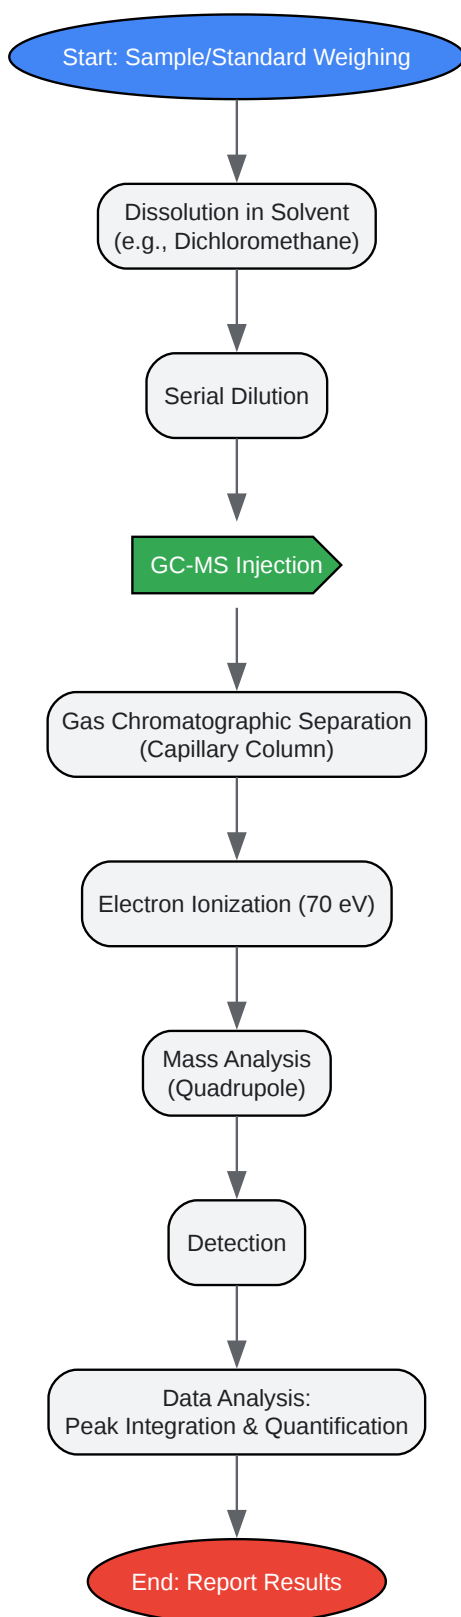 Start: Sample/Standard Weighing
Dissolution in Solvent
(e.g., Dichloromethane)
Serial Dilution
GC-MS Injection
Gas Chromatographic Separation
(Capillary Column)
Electron Ionization (70 eV)
Mass Analysis
(Quadrupole)
Detection
Data Analysis:
Peak Integration & Quantification
End: Report Results